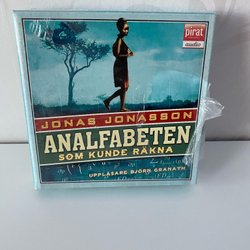 pirat
audio
JONAS JONASSON
ANALFABETEN
SOM KUNDE RÄKNA
UPPLÄSARE BJÖRN GRANATH